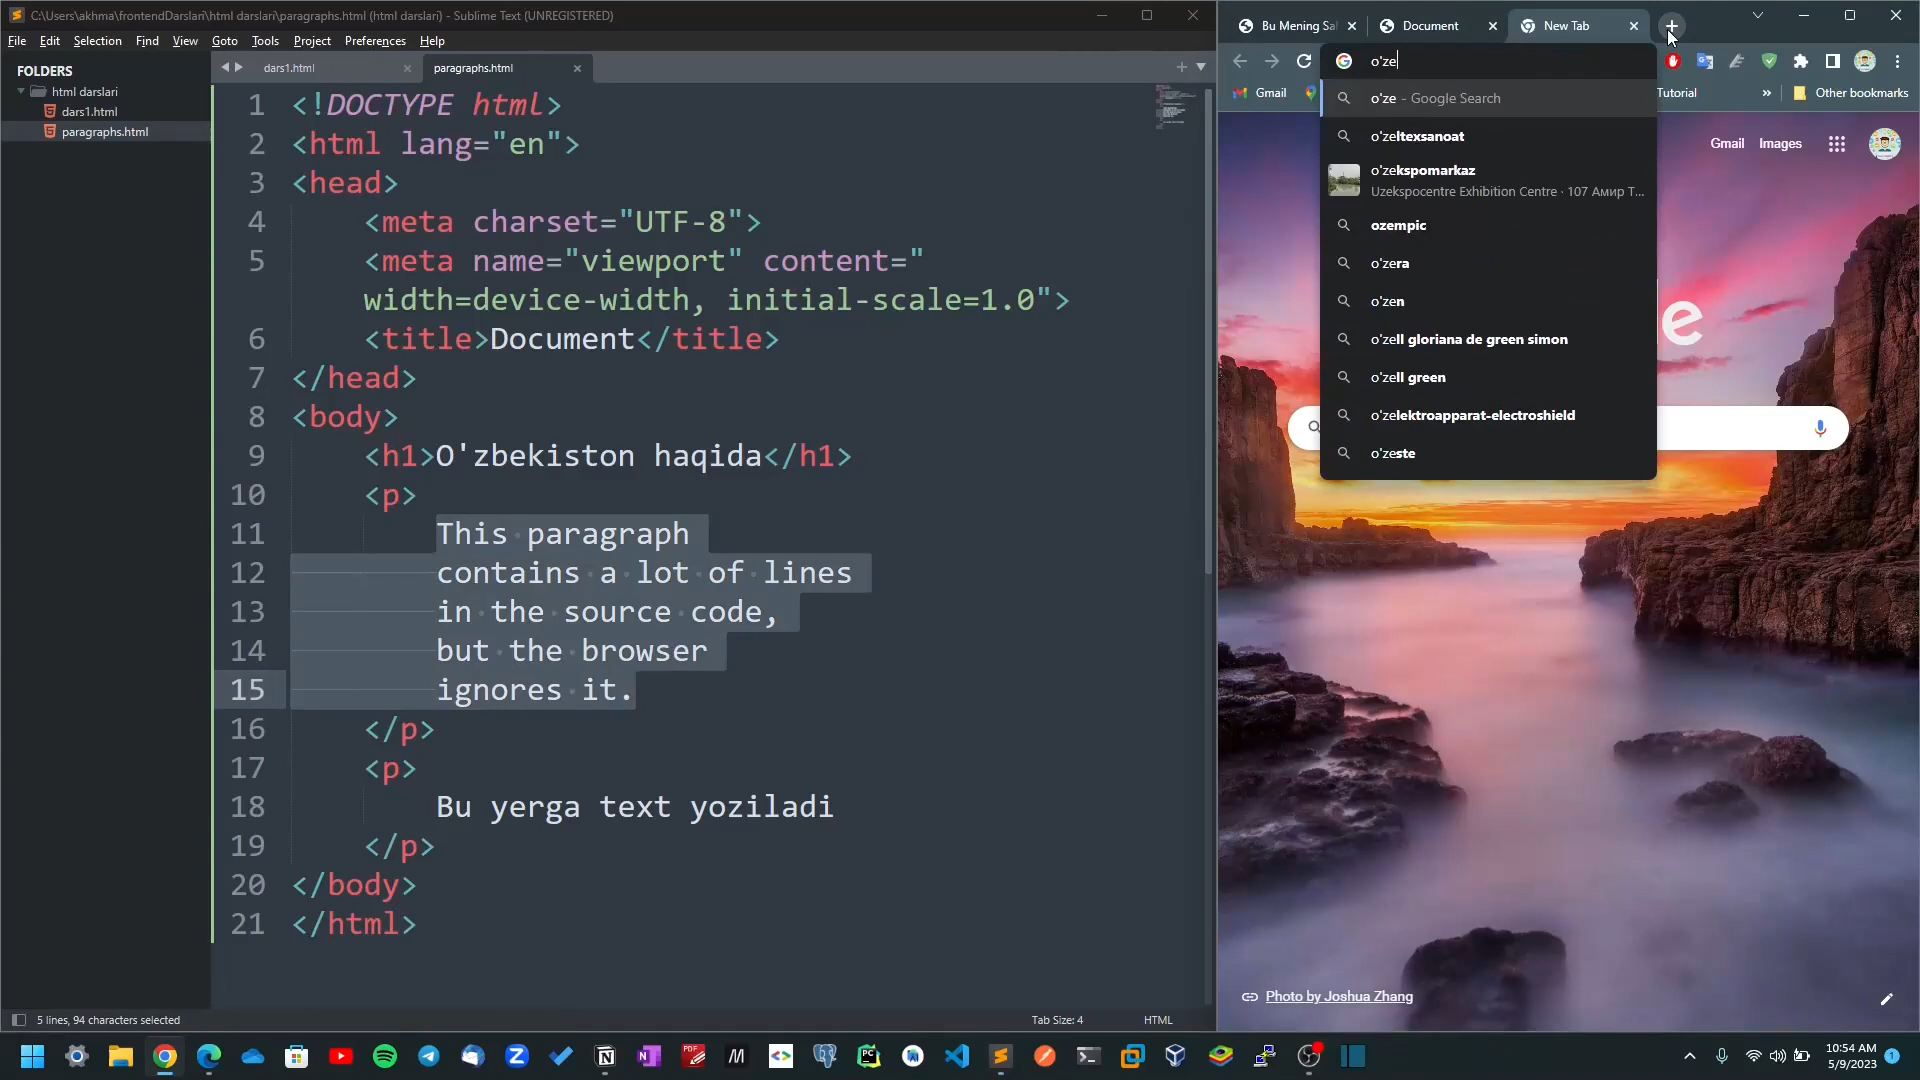 C:\Users\akhma\frontendDarslari\html darslari\paragraphs.html (html darslari) - Sublime Text (UNREGISTERED)
File Edit Selection Find View Goto Tools Project Preferences Help
FOLDERS
html darslari
dars1.html
paragraphs.html
dars1.html paragraphs.html
1 <!DOCTYPE html>
2 <html lang="en">
3 <head>
4 <meta charset="UTF-8">
5 <meta name="viewport" content="
width=device-width, initial-scale=1.0">
6 <title>Document</title>
7 </head>
8 <body>
9 <h1>O'zbekiston haqida</h1>
10 <p>
11 This paragraph
12 contains a lot of lines
13 in the source code,
14 but the browser
15 ignores it.
16 </p>
17 <p>
18 Bu yerga text yoziladi
19 </p>
20 </body>
21 </html>
5 lines, 94 characters selected
Tab Size: 4 HTML
Bu Mening Sa Document New Tab
o'ze
Gmail Tutorial » Other bookmarks
o'ze - Google Search
o'zeltexsanoat
o'zekspomarkaz
Uzekspocentre Exhibition Centre · 107 Амир Т...
ozempic
o'zera
o'zen
o'zell gloriana de green simon
o'zell green
o'zelektroapparat-electroshield
o'zeste
Gmail Images
e
Photo by Joshua Zhang
10:54 AM
5/9/2023
1